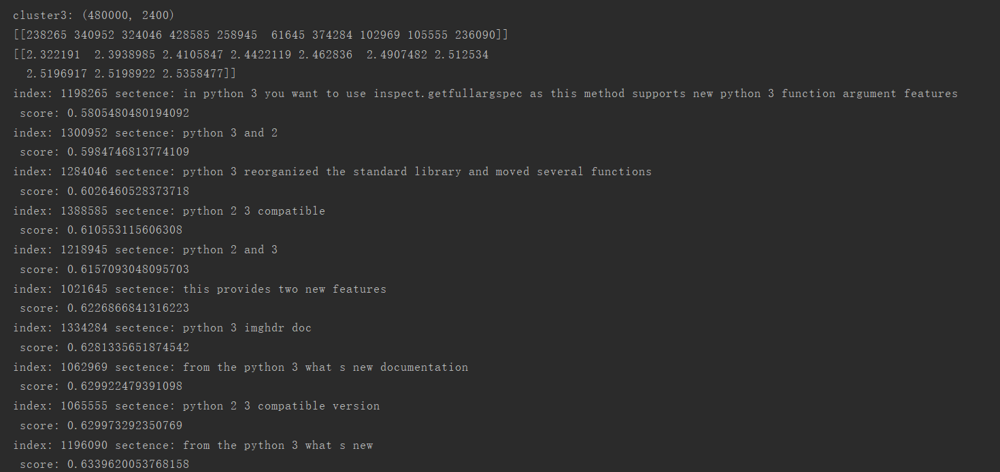 cluster3: (480000, 2400)
[[238265 340952 324046 428585 258945  61645 374284 102969 105555 236090]]
[[2.322191  2.3938985 2.4105847 2.4422119 2.462836  2.4907482 2.512534
  2.5196917 2.5198922 2.5358477]]
index: 1198265 sectence: in python 3 you want to use inspect.getfullargspec as this method supports new python 3 function argument features
 score: 0.5805480480194092
index: 1300952 sectence: python 3 and 2
 score: 0.5984746813774109
index: 1284046 sectence: python 3 reorganized the standard library and moved several functions
 score: 0.6026460528373718
index: 1388585 sectence: python 2 3 compatible
 score: 0.610553115606308
index: 1218945 sectence: python 2 and 3
 score: 0.6157093048095703
index: 1021645 sectence: this provides two new features
 score: 0.6226866841316223
index: 1334284 sectence: python 3 imghdr doc
 score: 0.6281335651874542
index: 1062969 sectence: from the python 3 what s new documentation
 score: 0.629922479391098
index: 1065555 sectence: python 2 3 compatible version
 score: 0.629973292350769
index: 1196090 sectence: from the python 3 what s new
 score: 0.6339620053768158